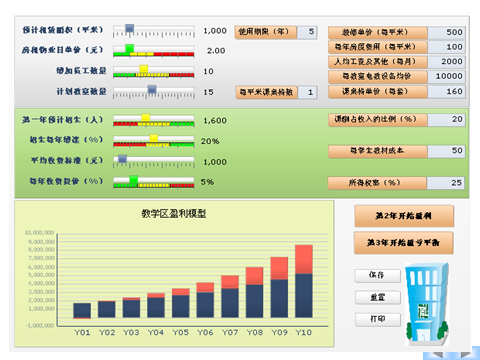 预计租赁面积（平米） 1,000 使用期限（年） 5 装修单价（每平米） 500
房租物业日单价（元） 2.00 每年房屋费用（平米） 100
增加员工数量 10 人均工资及其他（每月） 2000
计划教室数量 15 每平米课桌椅数 1 每教室电教设备均价 10000
课桌椅单价（每套） 160
第一年预计招生（人） 1,600 课酬占收入的比例（%） 20
招生每年增涨（%） 20%
平均收费标准（元） 1,000 每学生教材成本 50
每年收费提价（%） 5% 所得税率（%） 25
教学区盈利模型
10,000,000
9,000,000
8,000,000
7,000,000
6,000,000
5,000,000
4,000,000
3,000,000
2,000,000
1,000,000
-1,000,000
Y01 Y02 Y03 Y04 Y05 Y06 Y07 Y08 Y09 Y10
第2年开始盈利
第3年开始盈亏平衡
保存
重置
打印